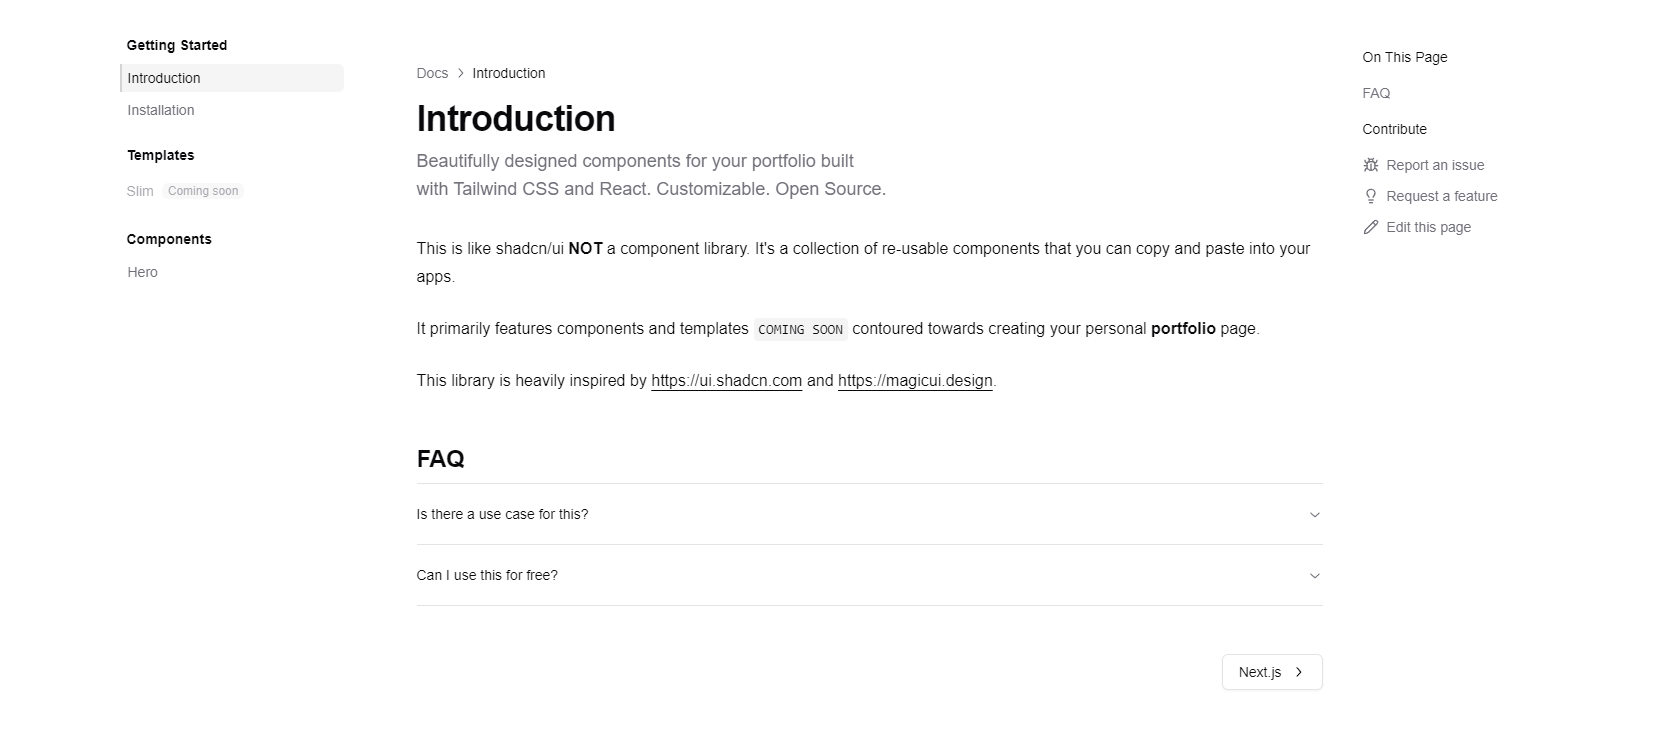 Getting Started
Introduction
Installation
Templates
Slim Coming soon
Components
Hero
Docs Introduction
Introduction
Beautifully designed components for your portfolio built
with Tailwind CSS and React. Customizable. Open Source.
This is like shadcn/ui NOT a component library. It's a collection of re-usable components that you can copy and paste into your
apps.
It primarily features components and templates COMING SOON contoured towards creating your personal portfolio page.
This library is heavily inspired by https://ui.shadcn.com and https://magicui.design.
FAQ
Is there a use case for this?
Can I use this for free?
Next.js
On This Page
FAQ
Contribute
Report an issue
Request a feature
Edit this page